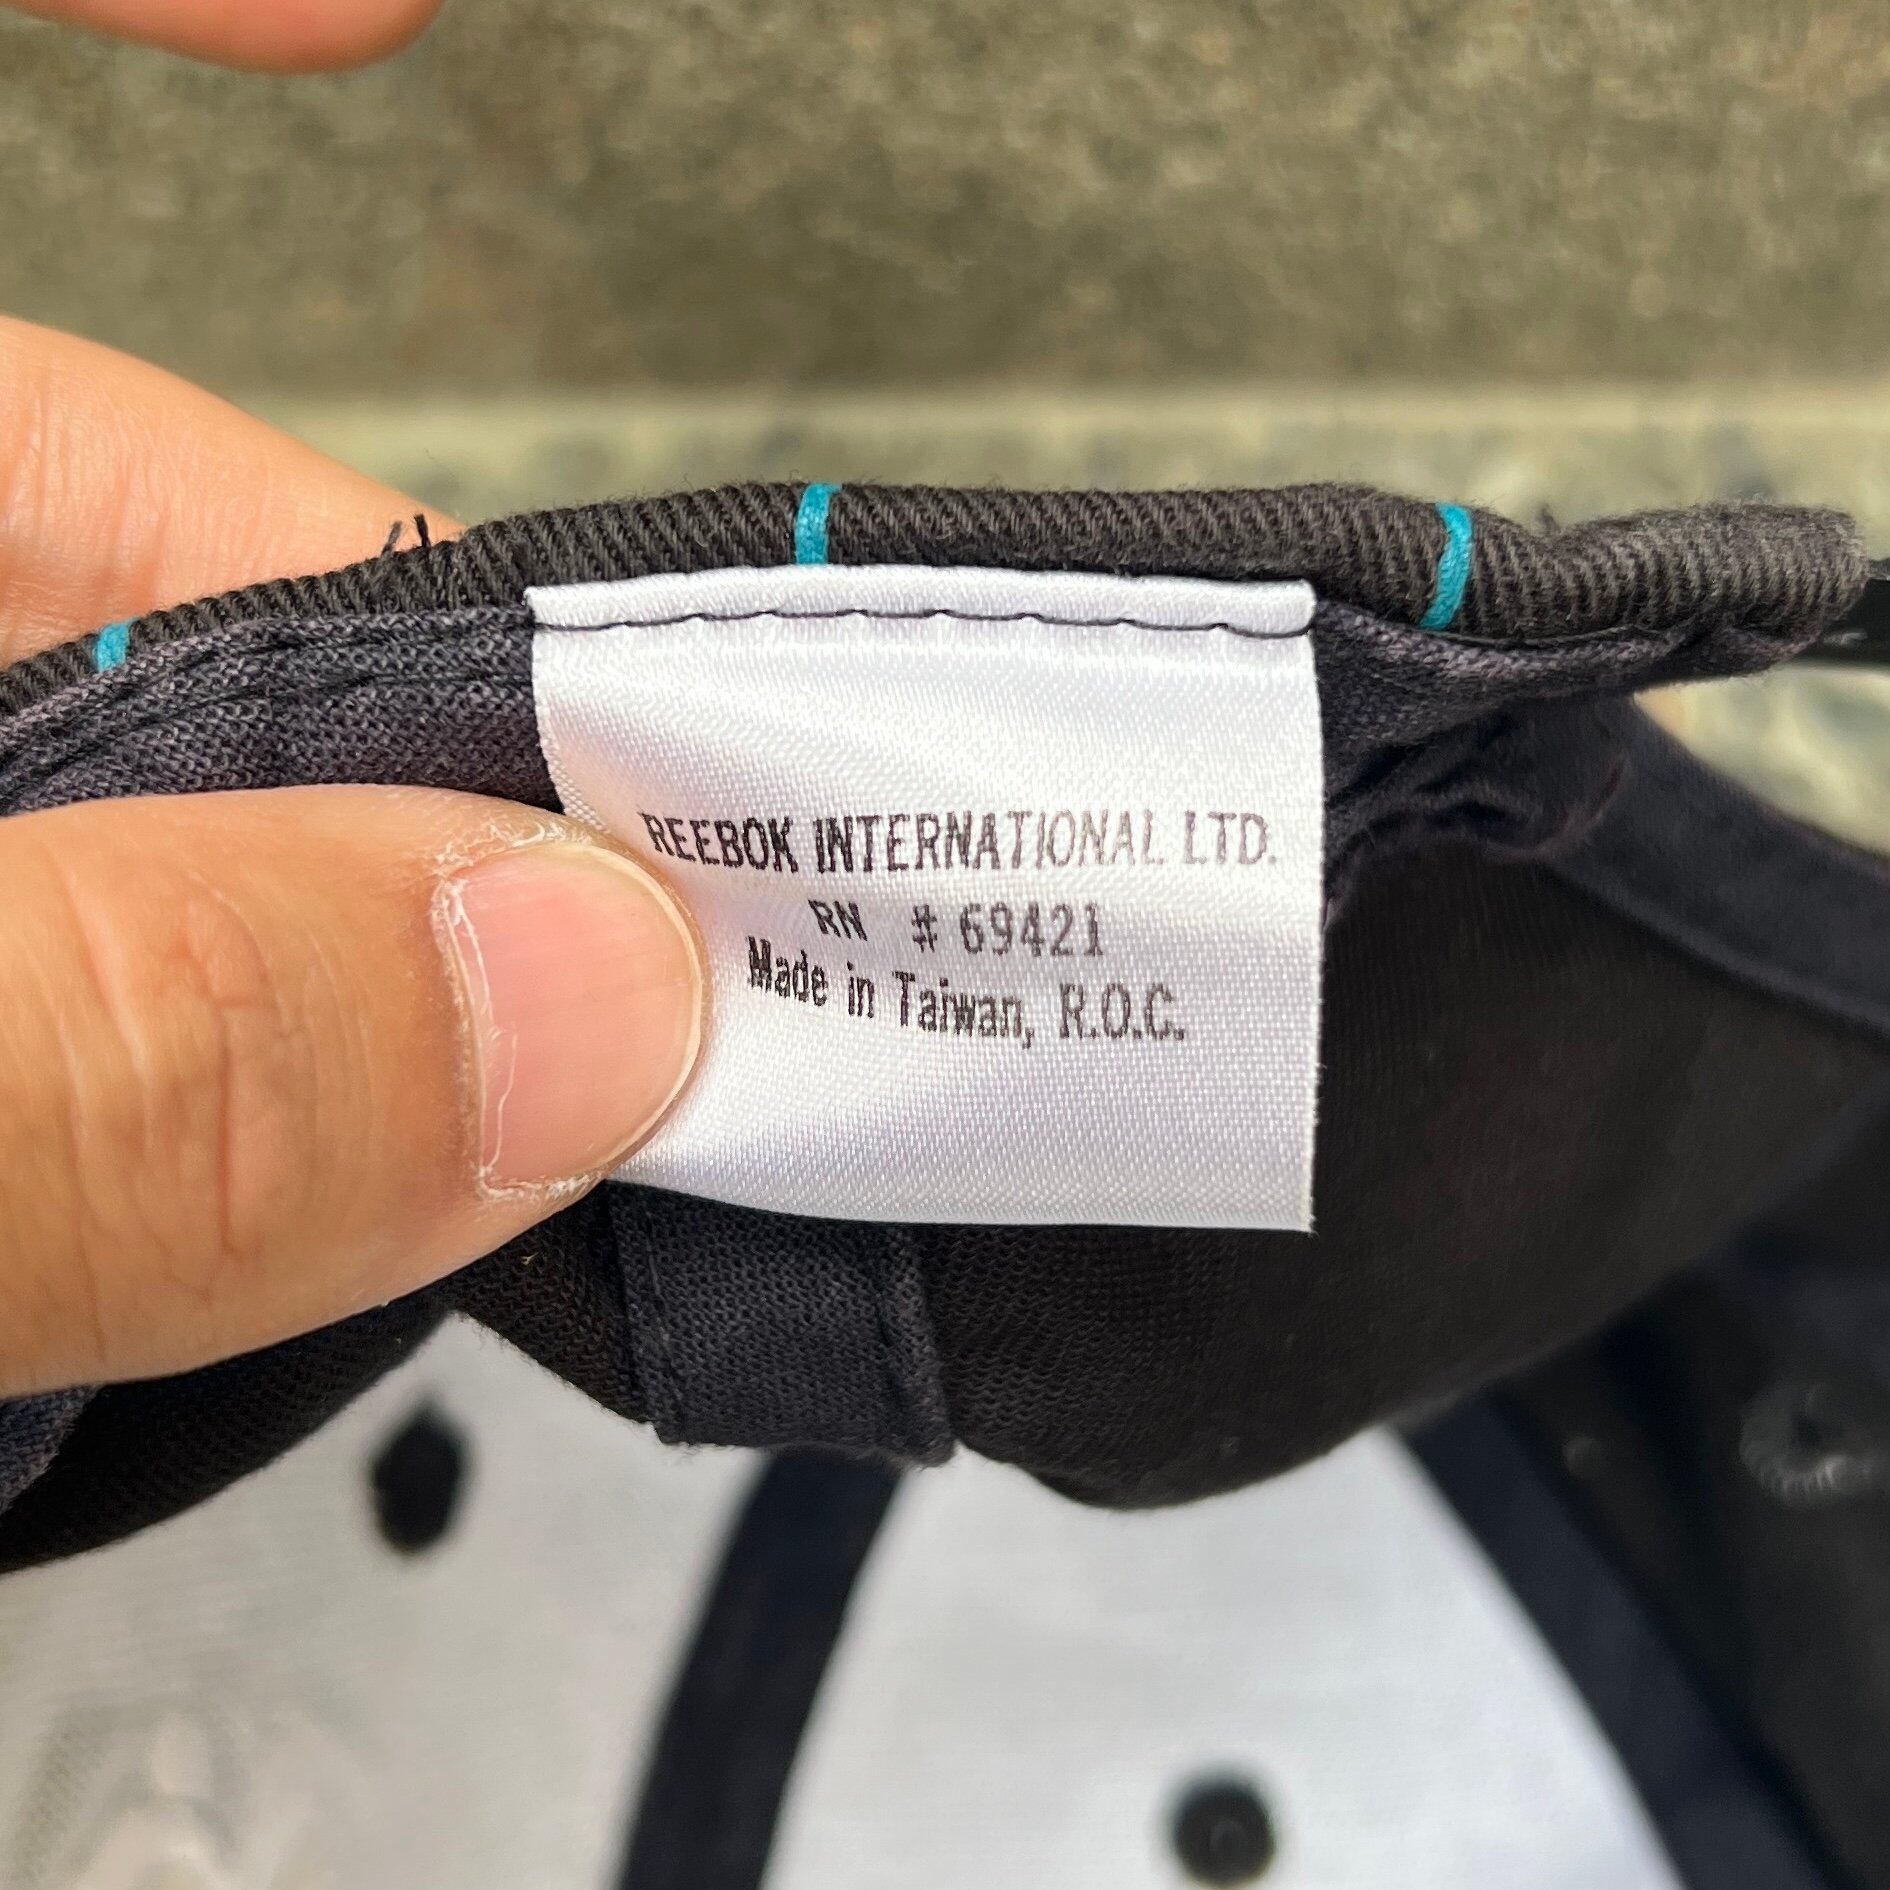 REEBOK INTERNATIONAL LTD.
RN # 69421
Made in Taiwan, R.O.C.